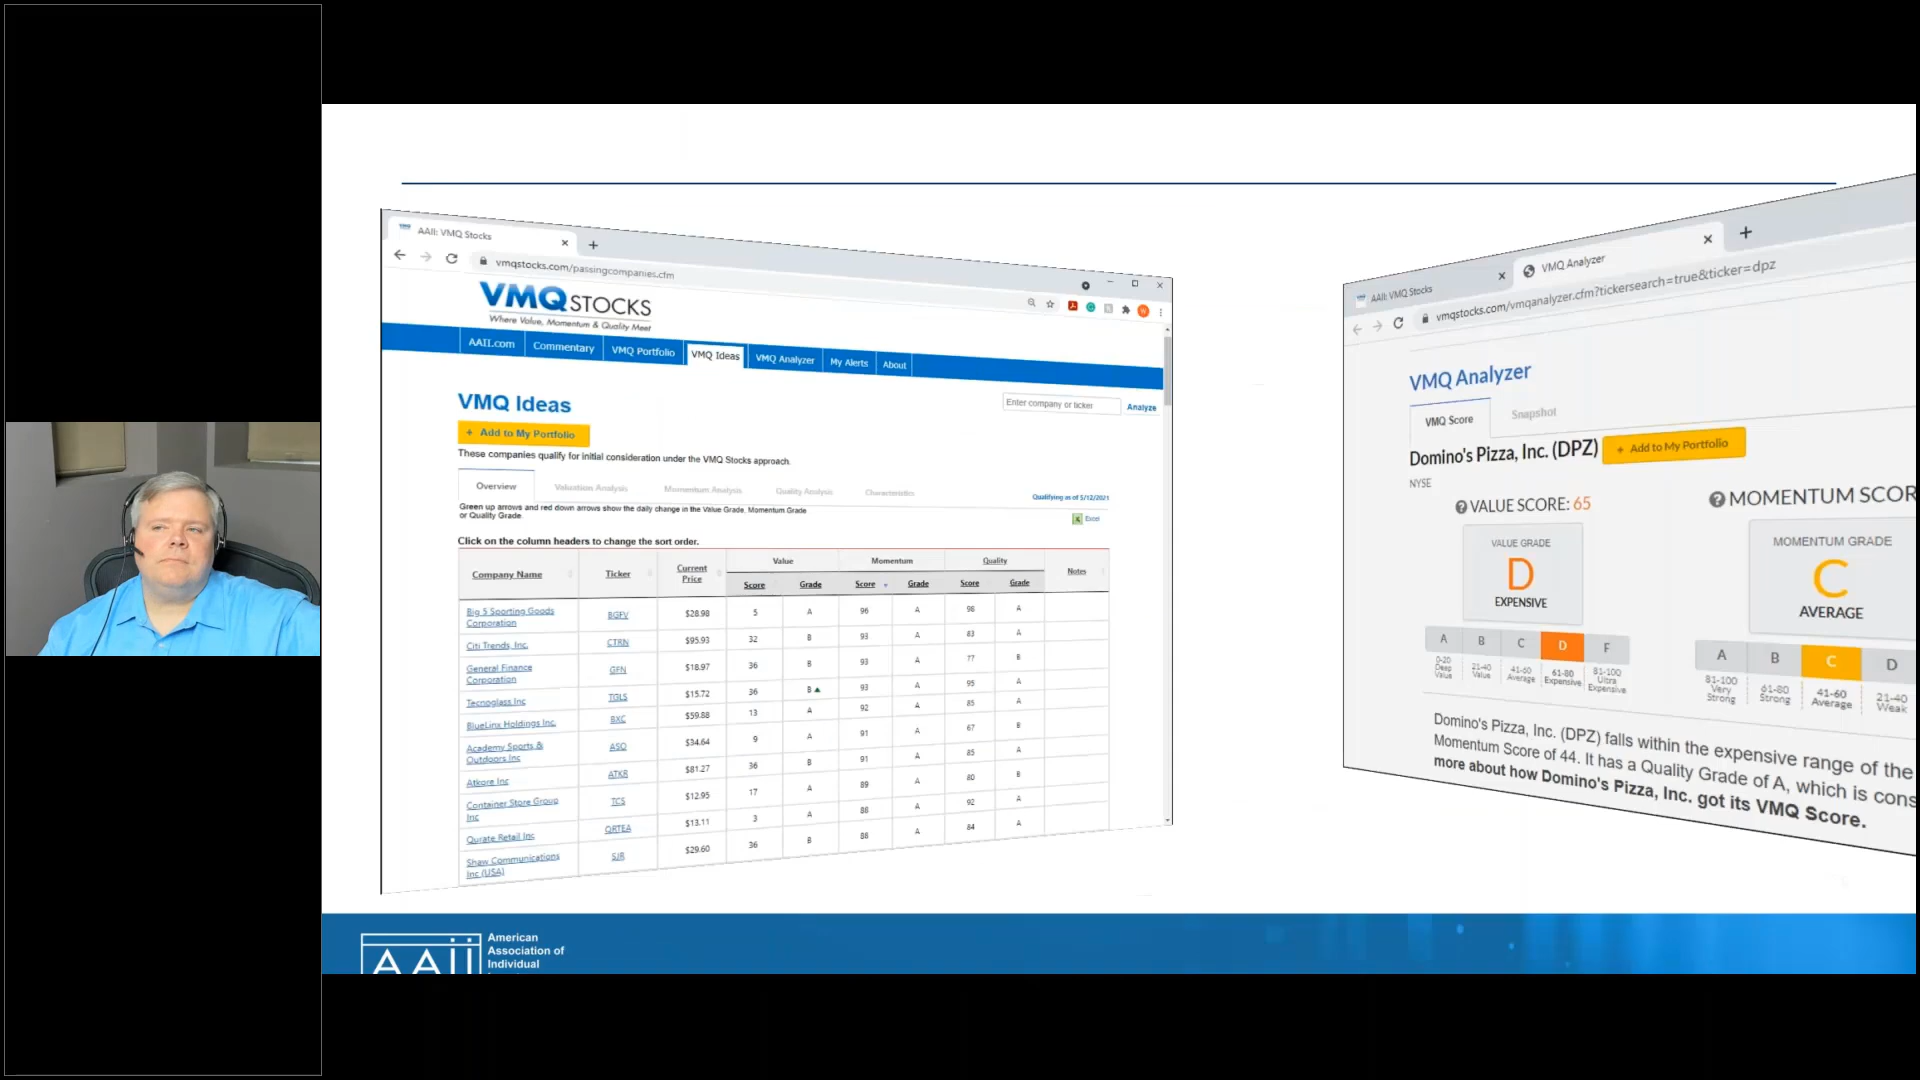 AAII: VMQ Stocks
vmqstocks.com/passingcompanies.cfm
VMQ STOCKS
Where Value, Momentum & Quality Meet
AAII.com Commentary VMQ Portfolio VMQ Ideas VMQ Analyzer My Alerts About
VMQ Ideas
Enter company or ticker Analyze
+ Add to My Portfolio
These companies qualify for initial consideration under the VMQ Stocks approach.
Overview Valuation Analysis Momentum Analysis Quality Analysis Characteristics
Qualifying as of 5/12/2021
Green up arrows and red down arrows show the daily change in the Value Grade, Momentum Grade
or Quality Grade.
Excel
Click on the column headers to change the sort order.
Company Name Ticker Current Price Value Momentum Quality Notes
Score Grade Score Grade Score Grade
Big 5 Sporting Goods Corporation BGFV $28.98 5 A 96 A 98 A
Citi Trends, Inc. CTRN $95.93 32 B 93 A 83 A
General Finance Corporation GFN $18.97 36 B 93 A 77 B
Tecnoglass Inc TGLS $15.72 36 B 93 A 95 A
BlueLinx Holdings Inc. BXC $59.88 13 A 92 A 85 A
Academy Sports & Outdoors Inc ASO $34.64 9 A 91 A 67 B
Atkore Inc ATKR $81.27 36 B 91 A 85 A
Container Store Group Inc TCS $12.95 17 A 89 A 80 B
Qurate Retail Inc QRTEA $13.11 3 A 88 A 92 A
Shaw Communications Inc (USA) SJR $29.60 36 B 88 A 84 A
AAII: VMQ Stocks VMQ Analyzer
vmqstocks.com/vmqanalyzer.cfm?tickersearch=true&ticker=dpz
VMQ Analyzer
VMQ Score Snapshot
Domino's Pizza, Inc. (DPZ) + Add to My Portfolio
NYSE
VALUE SCORE: 65
VALUE GRADE
D
EXPENSIVE
A B C D F
0-20 Deep Value 21-40 Value 41-60 Average 61-80 Expensive 81-100 Ultra Expensive
MOMENTUM SCOR
MOMENTUM GRADE
C
AVERAGE
A B C D
81-100 Very Strong 61-80 Strong 41-60 Average 21-40 Weak
Domino's Pizza, Inc. (DPZ) falls within the expensive range of the
Momentum Score of 44. It has a Quality Grade of A, which is cons
more about how Domino's Pizza, Inc. got its VMQ Score.
AAII
American
Association of
Individual